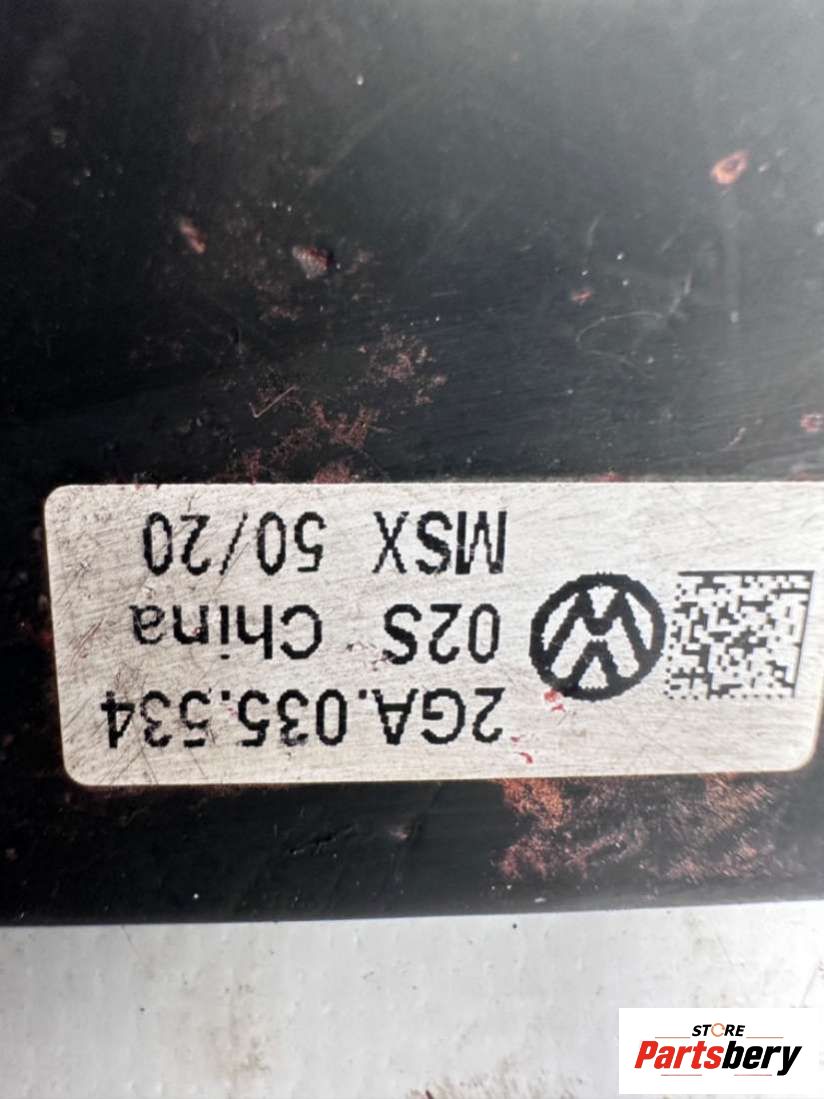 2GA.035.534
02S China
MSX 50/20
STORE
Partsbery